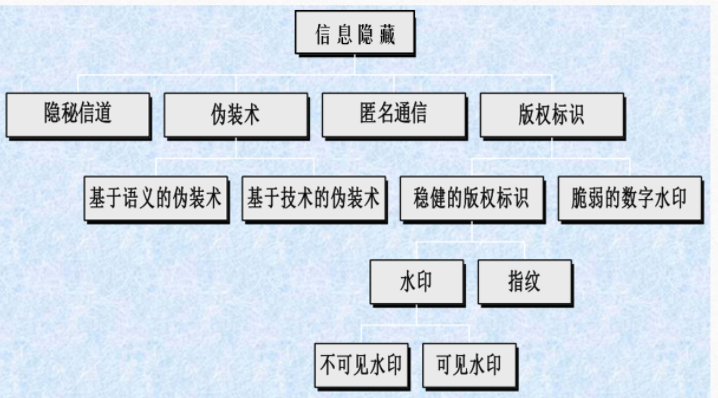 信息隐藏
隐秘信道
伪装术
匿名通信
版权标识
基于语义的伪装术
基于技术的伪装术
稳健的版权标识
脆弱的数字水印
水印
指纹
不可见水印
可见水印